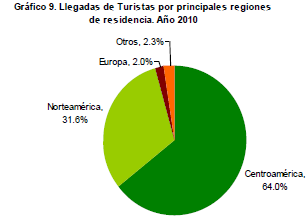 Gráfico 9. Llegadas de Turistas por principales regiones
de residencia. Año 2010
Otros, 2.3%
Europa, 2.0%
Norteamérica,
31.6%
Centroamérica,
64.0%